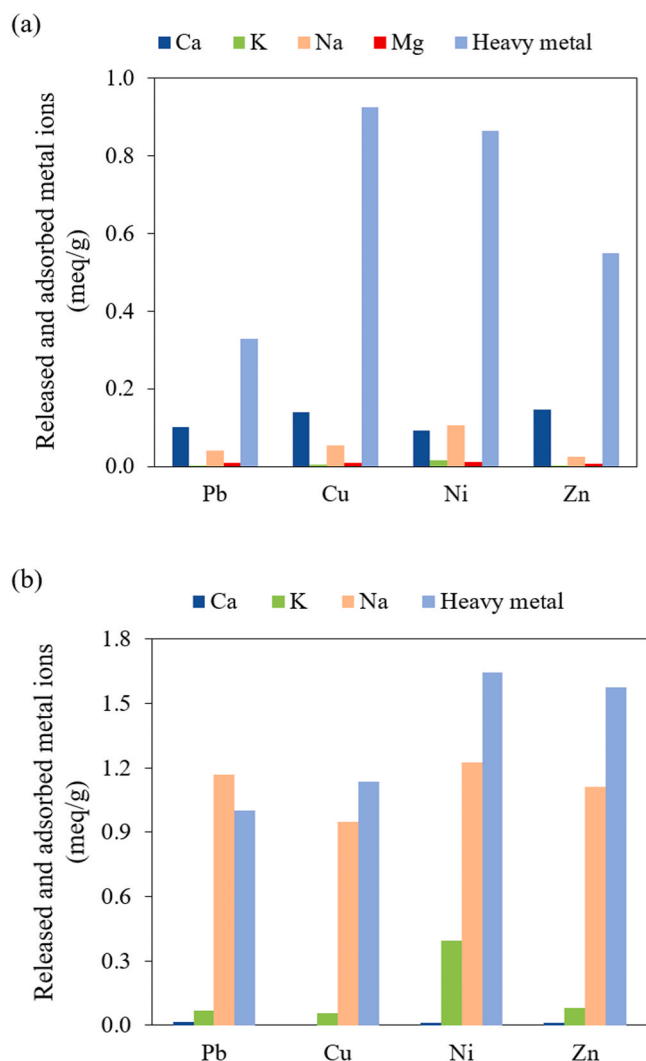 (a)
Ca K Na Mg Heavy metal
Released and adsorbed metal ions
(meq/g)
1.0
0.8
0.6
0.4
0.2
0.0
Pb Cu Ni Zn
(b)
Ca K Na Heavy metal
Released and adsorbed metal ions
(meq/g)
1.8
1.5
1.2
0.9
0.6
0.3
0.0
Pb Cu Ni Zn